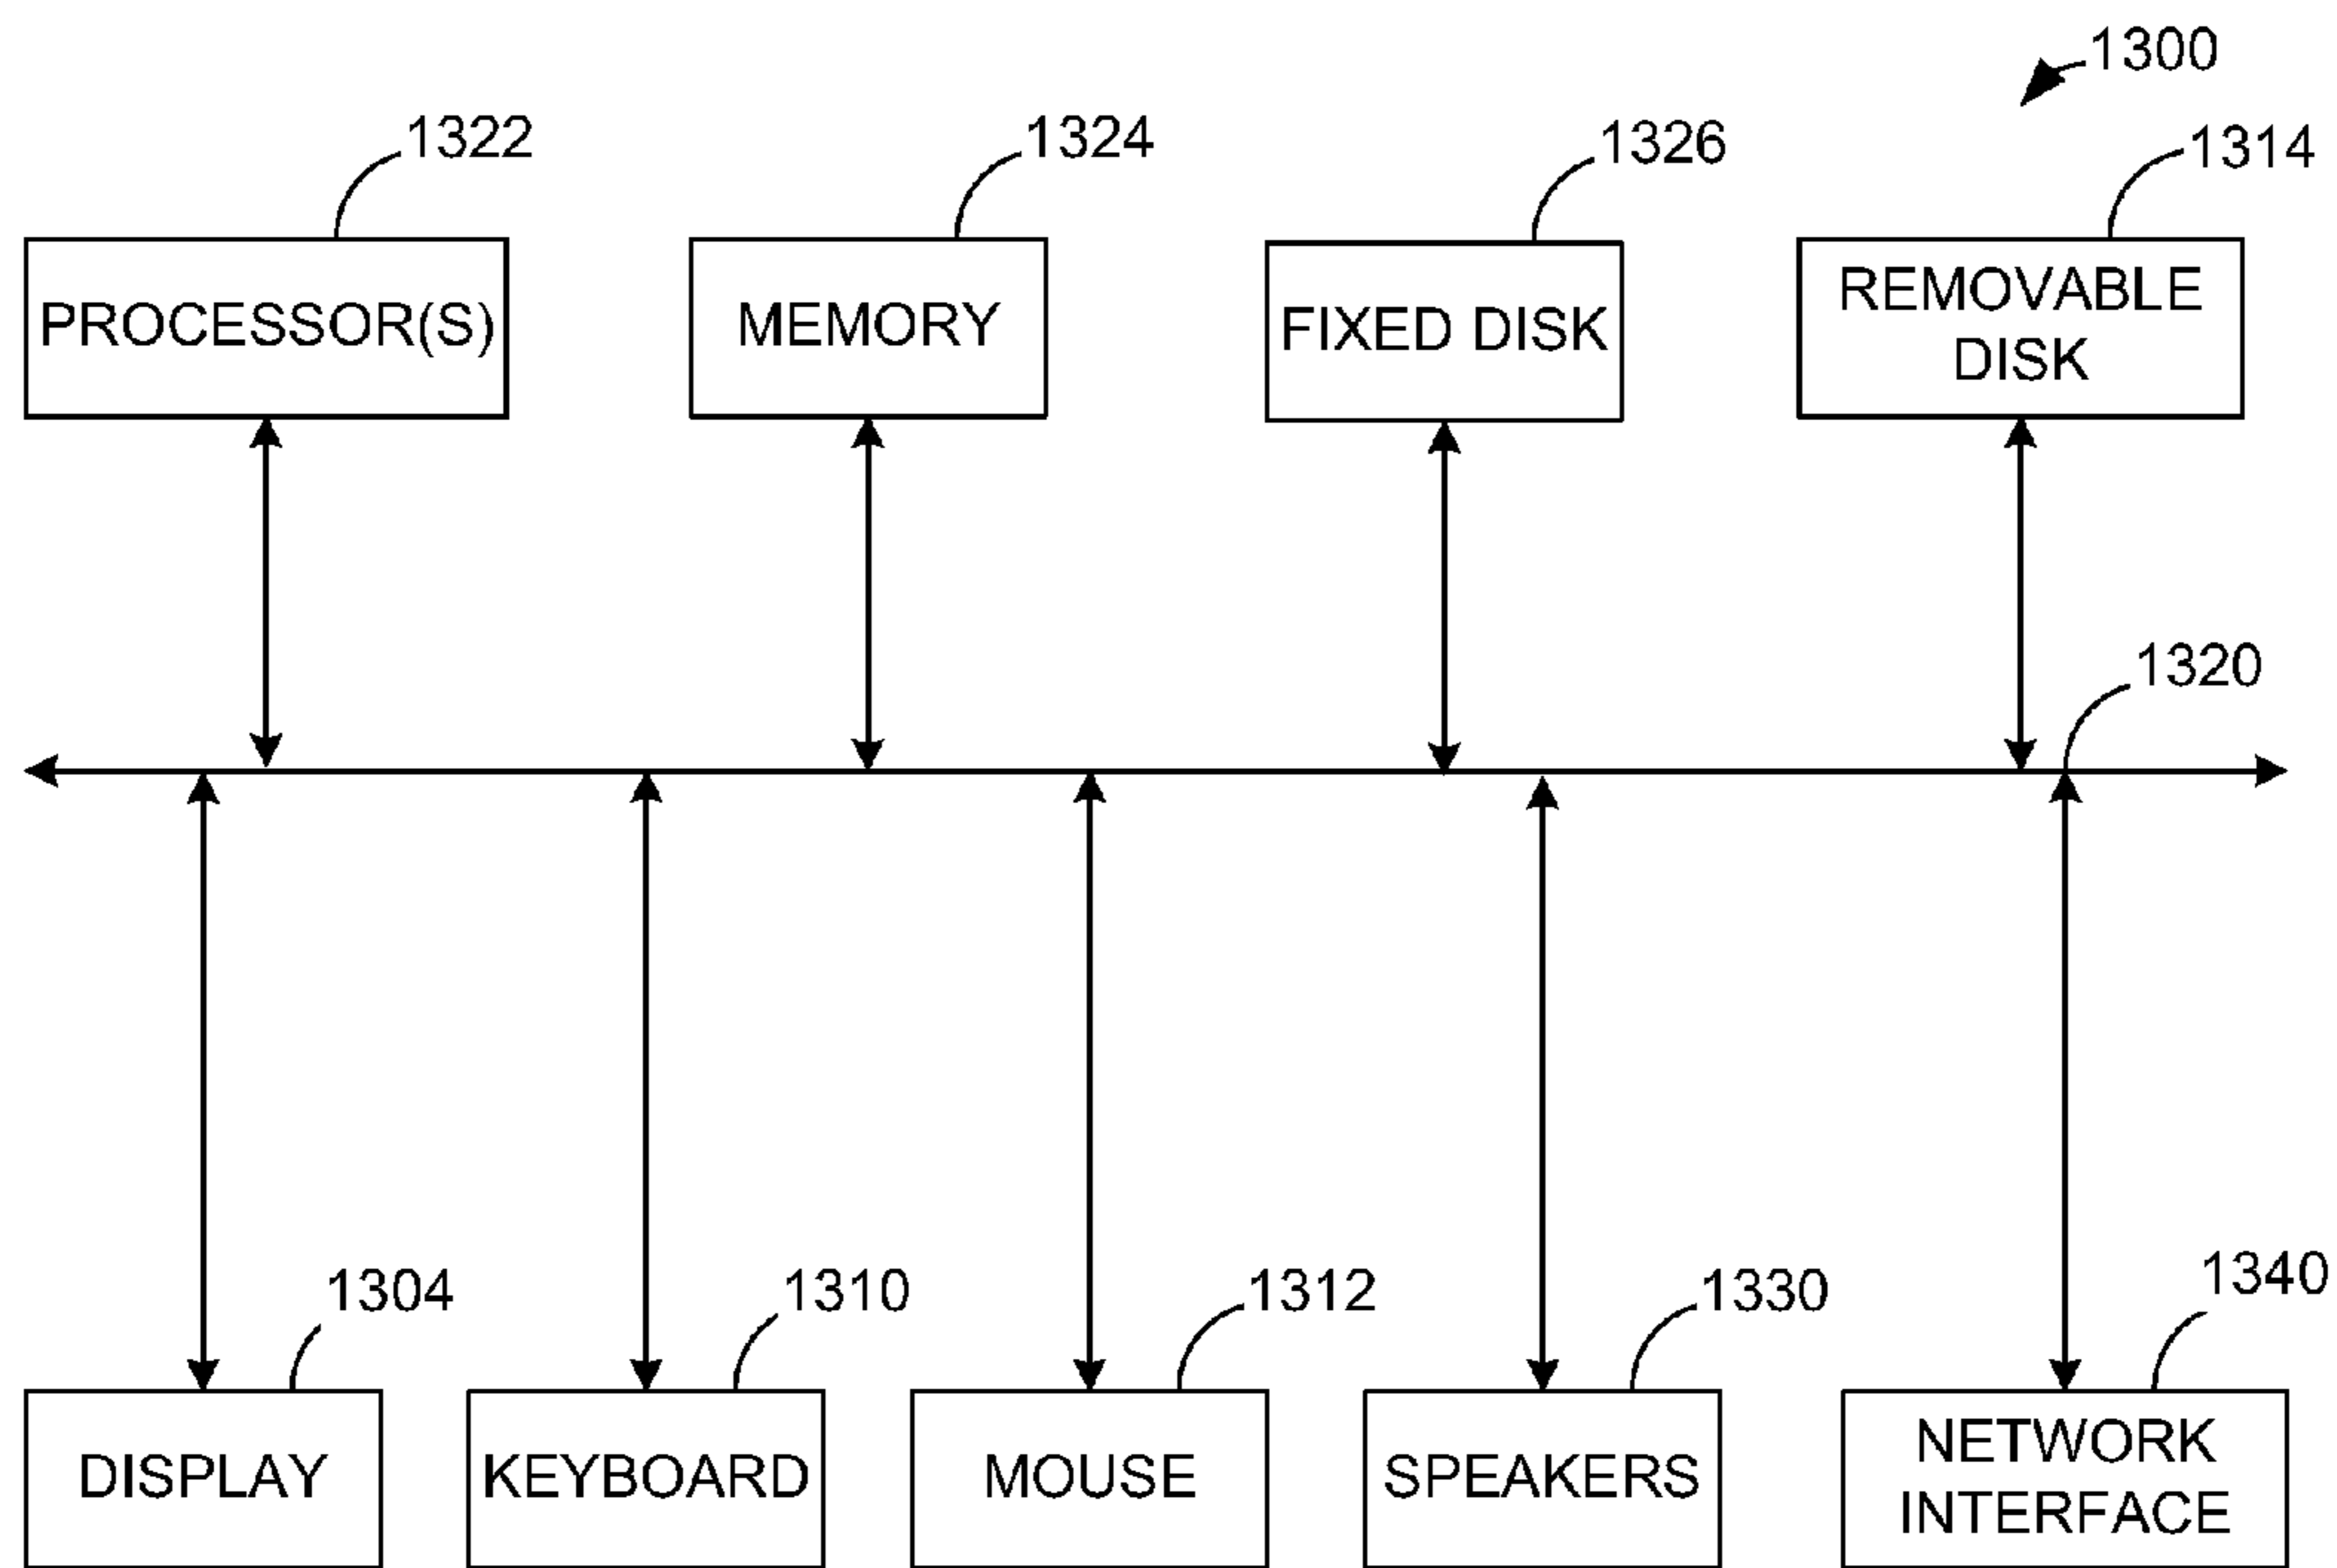 1300
1322
1324
1326
1314
PROCESSOR(S)
MEMORY
FIXED DISK
REMOVABLE
DISK
1320
1304
1310
1312
1330
1340
DISPLAY
KEYBOARD
MOUSE
SPEAKERS
NETWORK
INTERFACE